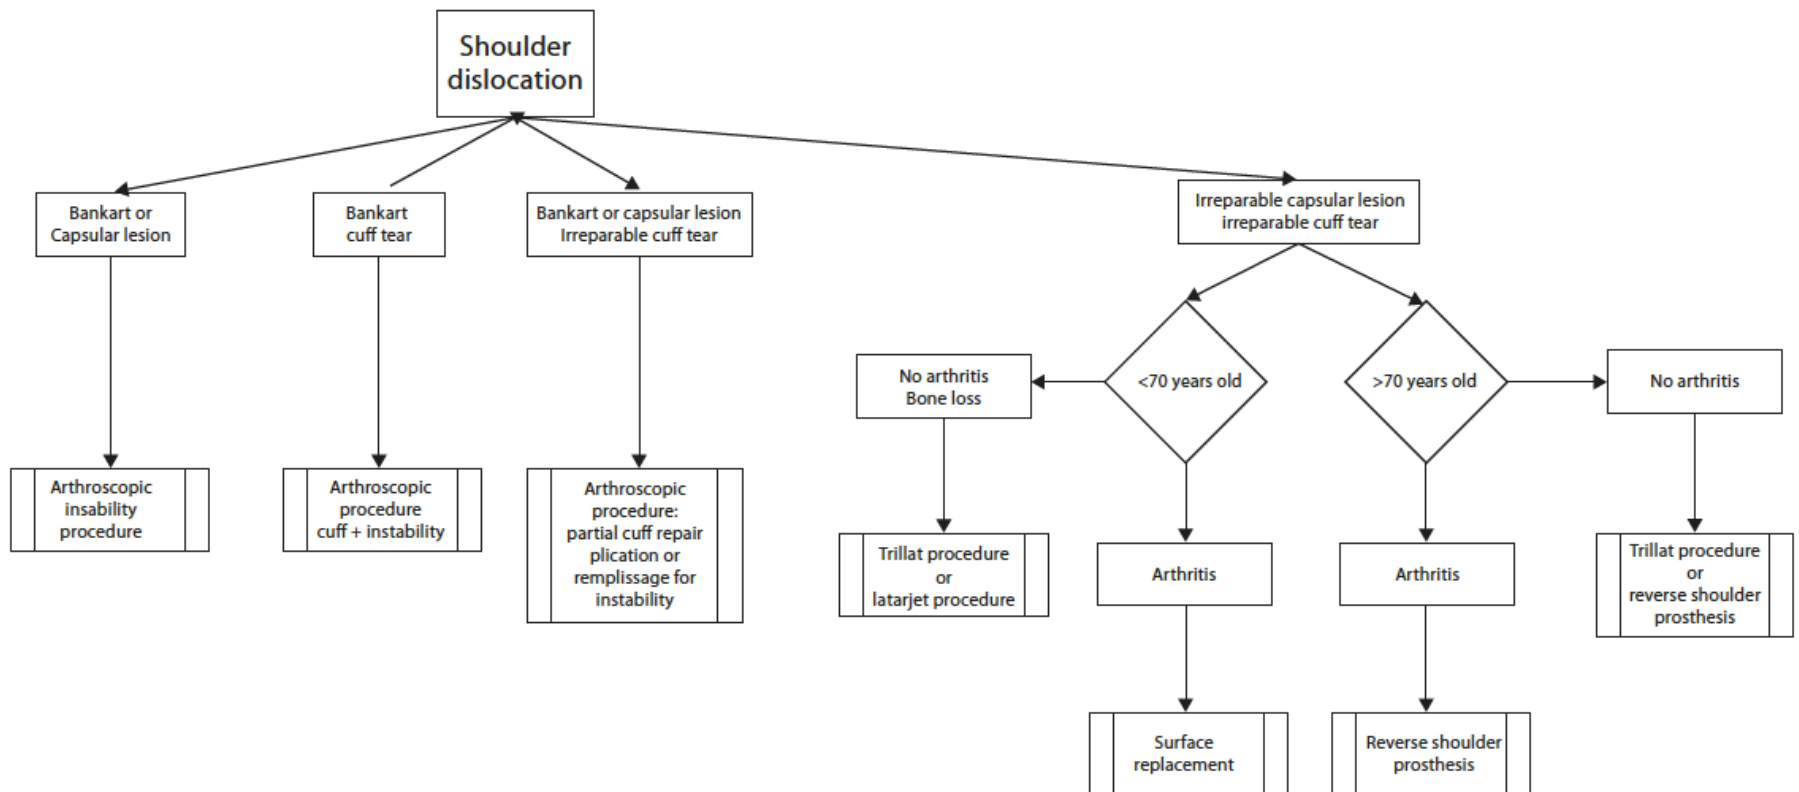 Shoulder
dislocation
Bankart or
Capsular lesion
Bankart
cuff tear
Bankart or capsular lesion
Irreparable cuff tear
Irreparable capsular lesion
irreparable cuff tear
<70 years old
>70 years old
No arthritis
Bone loss
No arthritis
Arthroscopic
insability
procedure
Arthroscopic
procedure
cuff + instability
Arthroscopic
procedure:
partial cuff repair
plication or
remplissage for
instability
Trillat procedure
or
latarjet procedure
Arthritis
Arthritis
Trillat procedure
or
reverse shoulder
prosthesis
Surface
replacement
Reverse shoulder
prosthesis